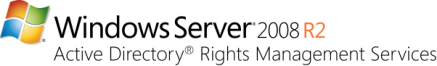 Windows Server® 2008 R2
Active Directory® Rights Management Services